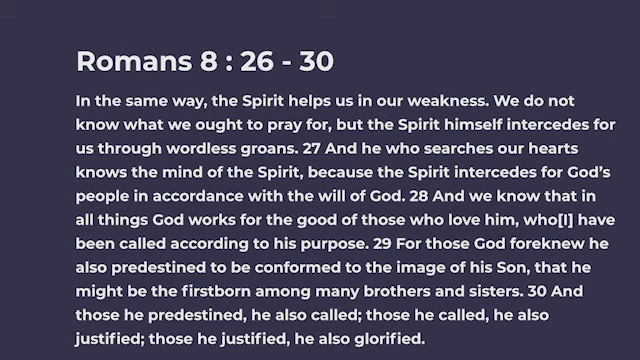 Romans 8 : 26 - 30
In the same way, the Spirit helps us in our weakness. We do not
know what we ought to pray for, but the Spirit himself intercedes for
us through wordless groans. 27 And he who searches our hearts
knows the mind of the Spirit, because the Spirit intercedes for God’s
people in accordance with the will of God. 28 And we know that in
all things God works for the good of those who love him, who[I] have
been called according to his purpose. 29 For those God foreknew he
also predestined to be conformed to the image of his Son, that he
might be the firstborn among many brothers and sisters. 30 And
those he predestined, he also called; those he called, he also
justified; those he justified, he also glorified.